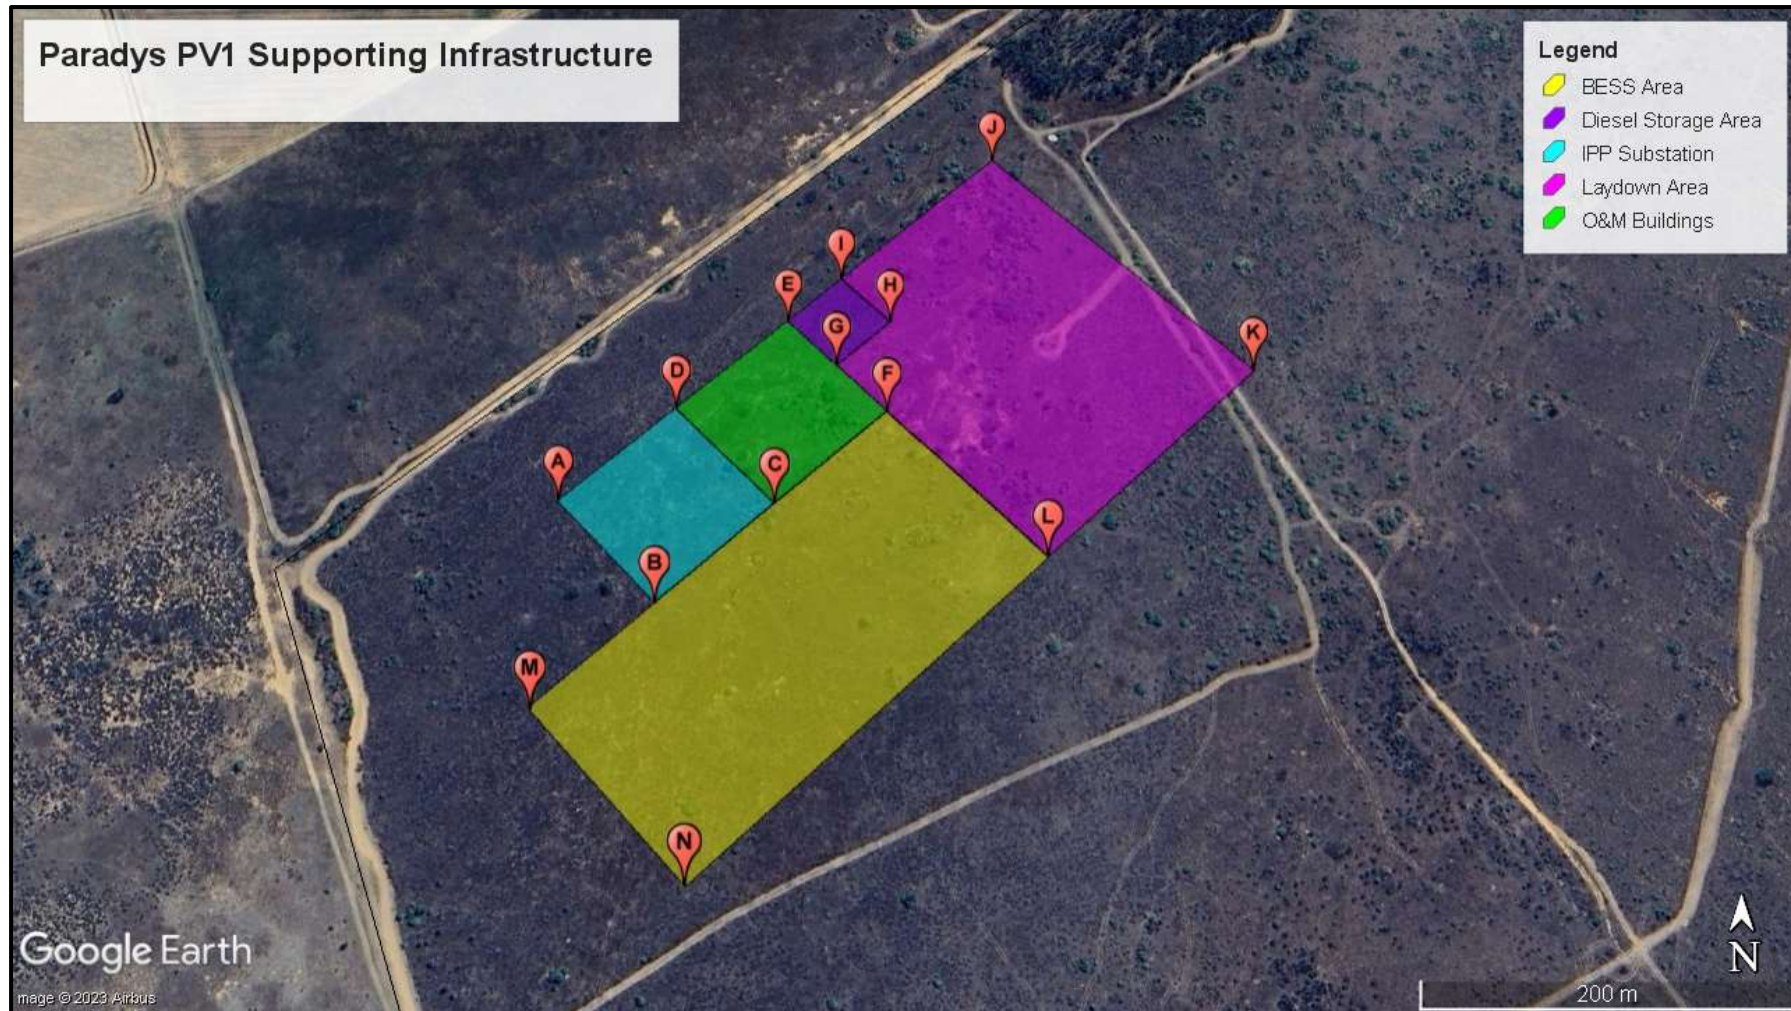 Paradys PV1 Supporting Infrastructure
Legend
BESS Area
Diesel Storage Area
IPP Substation
Laydown Area
O&M Buildings
J
I
E
H
G
K
D
F
A
C
L
B
M
N
Google Earth
mage © 2023 Airbus
N
200 m